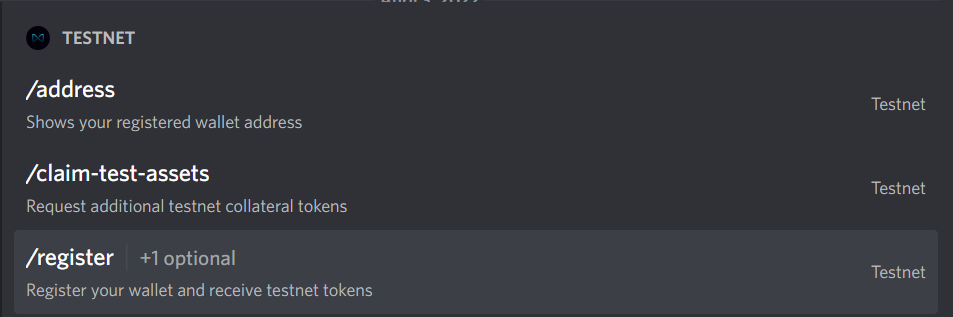 TESTNET
/address
Testnet
Shows your registered wallet address
/claim-test-assets
Testnet
Request additional testnet collateral tokens
/register +1 optional
Testnet
Register your wallet and receive testnet tokens